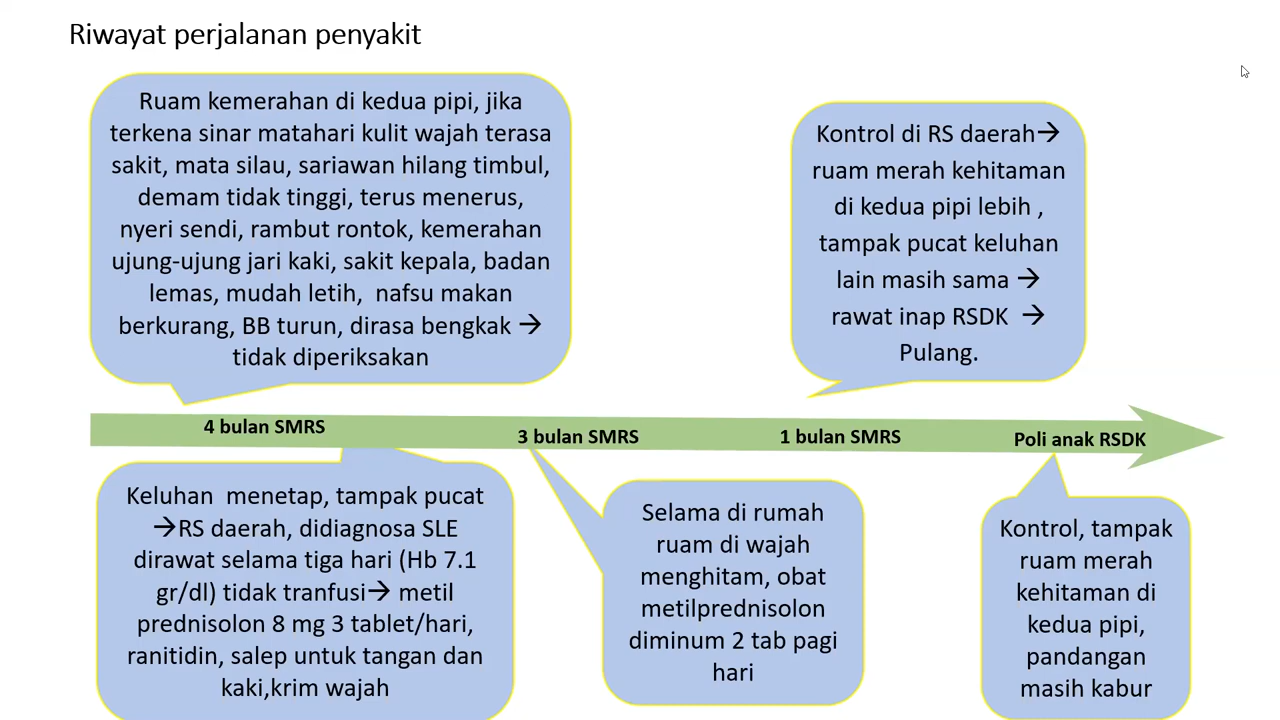 Riwayat perjalanan penyakit
Ruam kemerahan di kedua pipi, jika
terkena sinar matahari kulit wajah terasa
sakit, mata silau, sariawan hilang timbul,
demam tidak tinggi, terus menerus,
nyeri sendi, rambut rontok, kemerahan
ujung-ujung jari kaki, sakit kepala, badan
lemas, mudah letih, nafsu makan
berkurang, BB turun, dirasa bengkak →
tidak diperiksakan
Kontrol di RS daerah→
ruam merah kehitaman
di kedua pipi lebih ,
tampak pucat keluhan
lain masih sama →
rawat inap RSDK →
Pulang.
4 bulan SMRS
3 bulan SMRS
1 bulan SMRS
Poli anak RSDK
Keluhan menetap, tampak pucat
→RS daerah, didiagnosa SLE
dirawat selama tiga hari (Hb 7.1
gr/dl) tidak tranfusi→ metil
prednisolon 8 mg 3 tablet/hari,
ranitidin, salep untuk tangan dan
kaki,krim wajah
Selama di rumah
ruam di wajah
menghitam, obat
metilprednisolon
diminum 2 tab pagi
hari
Kontrol, tampak
ruam merah
kehitaman di
kedua pipi,
pandangan
masih kabur